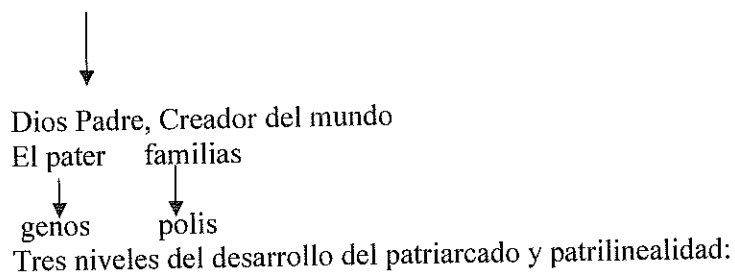 Dios Padre, Creador del mundo
El pater familias
genos polis
Tres niveles del desarrollo del patriarcado y patrilinealidad: